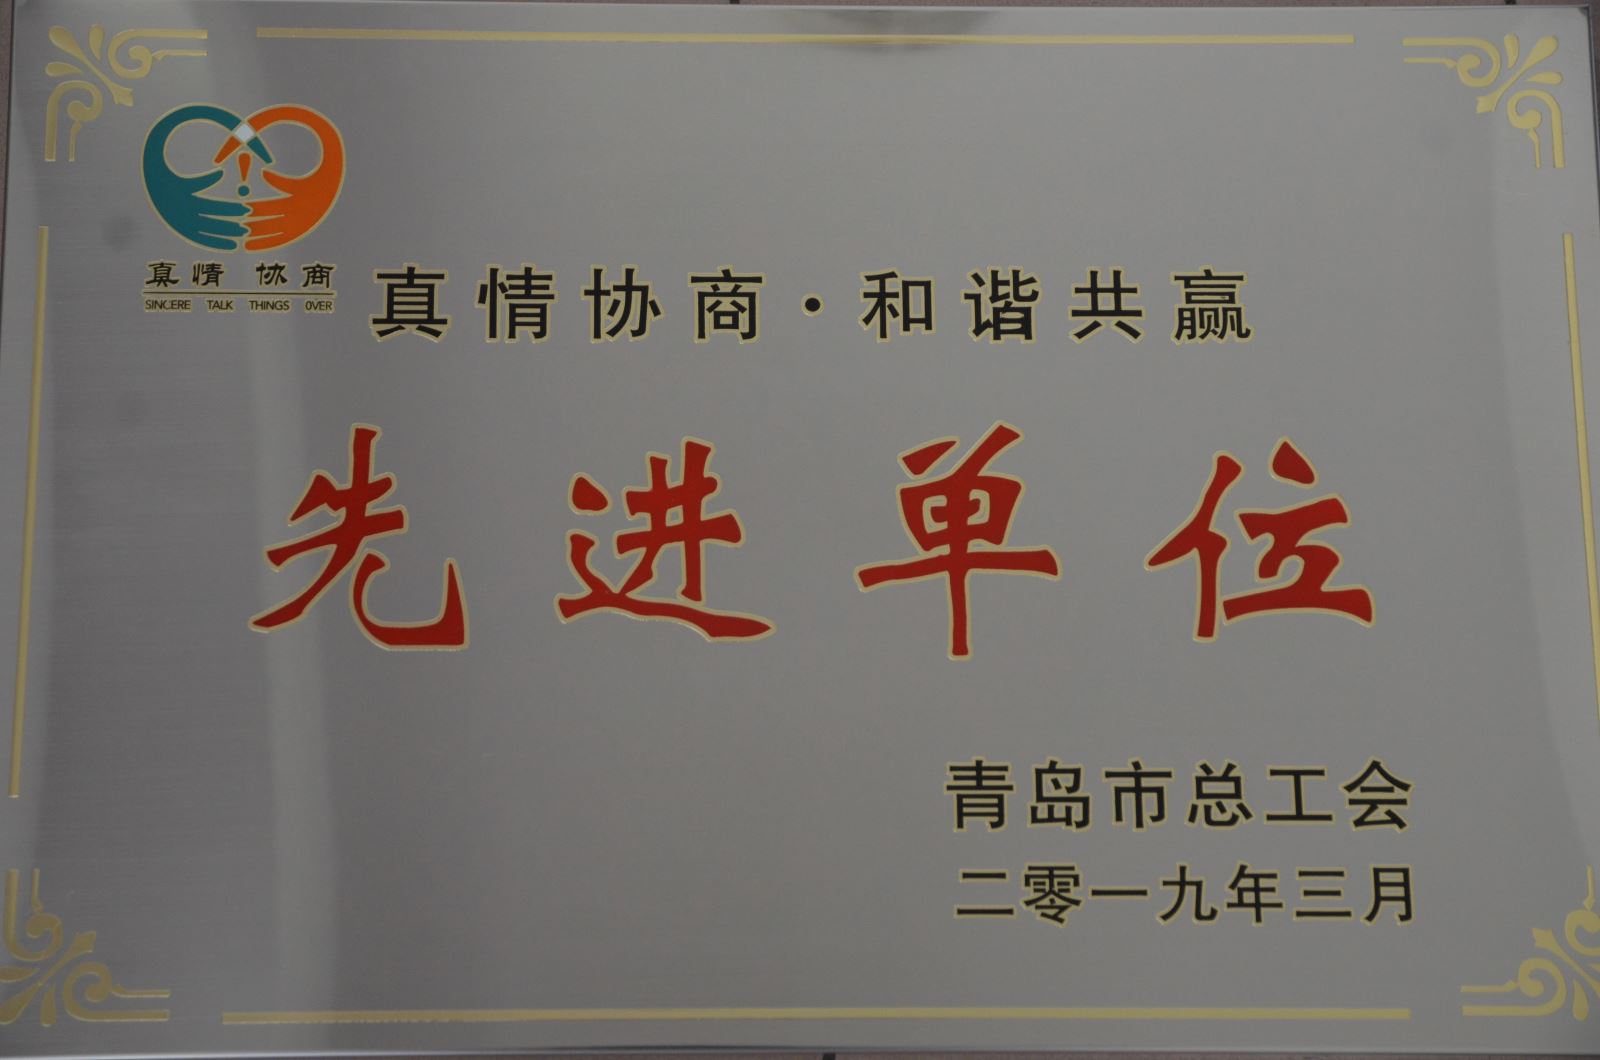 真情 协商
SINCERE TALK THINGS OVER
真情协商·和谐共赢
先进单位
青岛市总工会
二零一九年三月